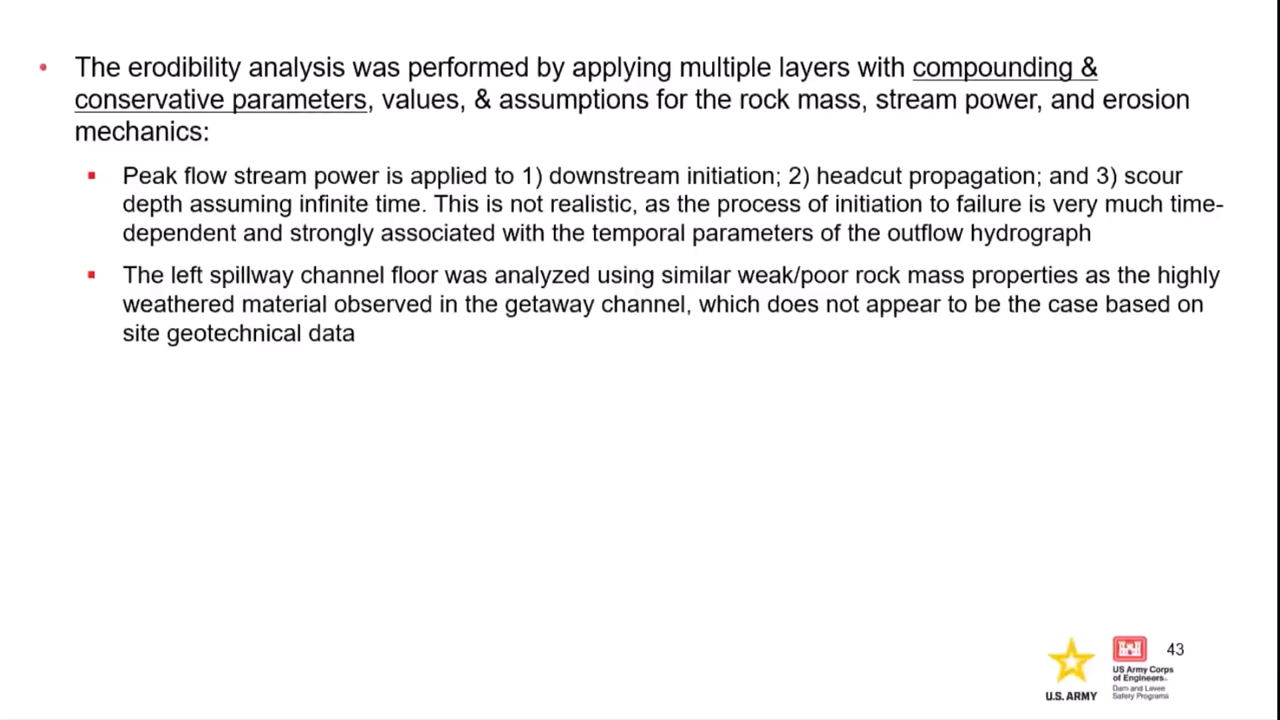 • The erodibility analysis was performed by applying multiple layers with compounding &
conservative parameters, values, & assumptions for the rock mass, stream power, and erosion
mechanics:
▪ Peak flow stream power is applied to 1) downstream initiation; 2) headcut propagation; and 3) scour
depth assuming infinite time. This is not realistic, as the process of initiation to failure is very much time-
dependent and strongly associated with the temporal parameters of the outflow hydrograph
▪ The left spillway channel floor was analyzed using similar weak/poor rock mass properties as the highly
weathered material observed in the getaway channel, which does not appear to be the case based on
site geotechnical data
43
U.S. ARMY
US Army Corps
of Engineers®
Dam and Levee
Safety Programs